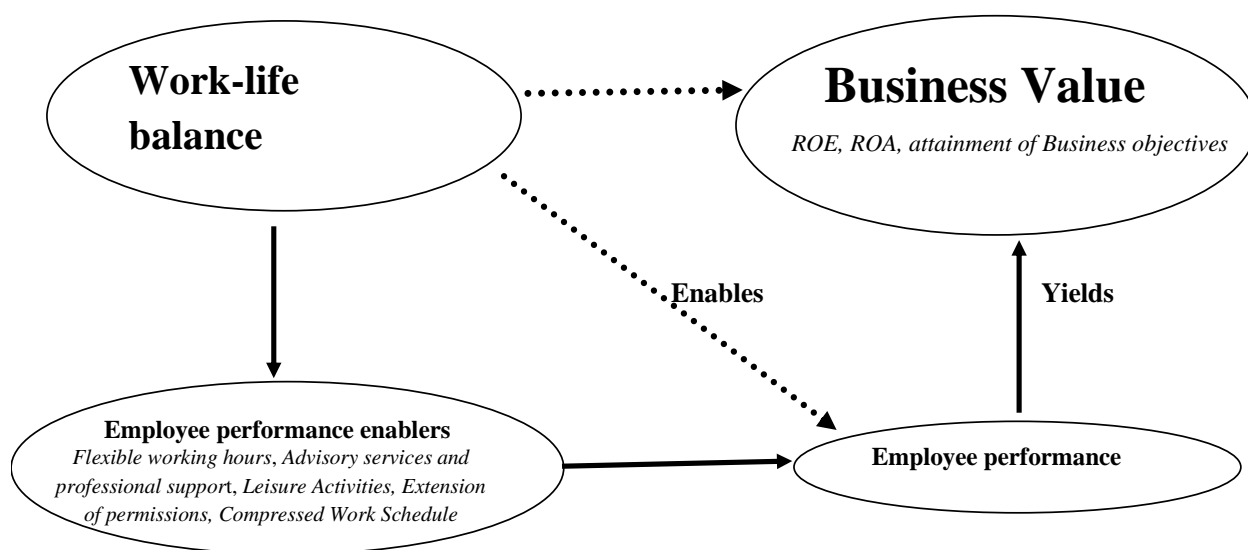 Work-life
balance
Business Value
ROE, ROA, attainment of Business objectives
Enables
Yields
Employee performance enablers
Flexible working hours, Advisory services and
professional support, Leisure Activities, Extension
of permissions, Compressed Work Schedule
Employee performance